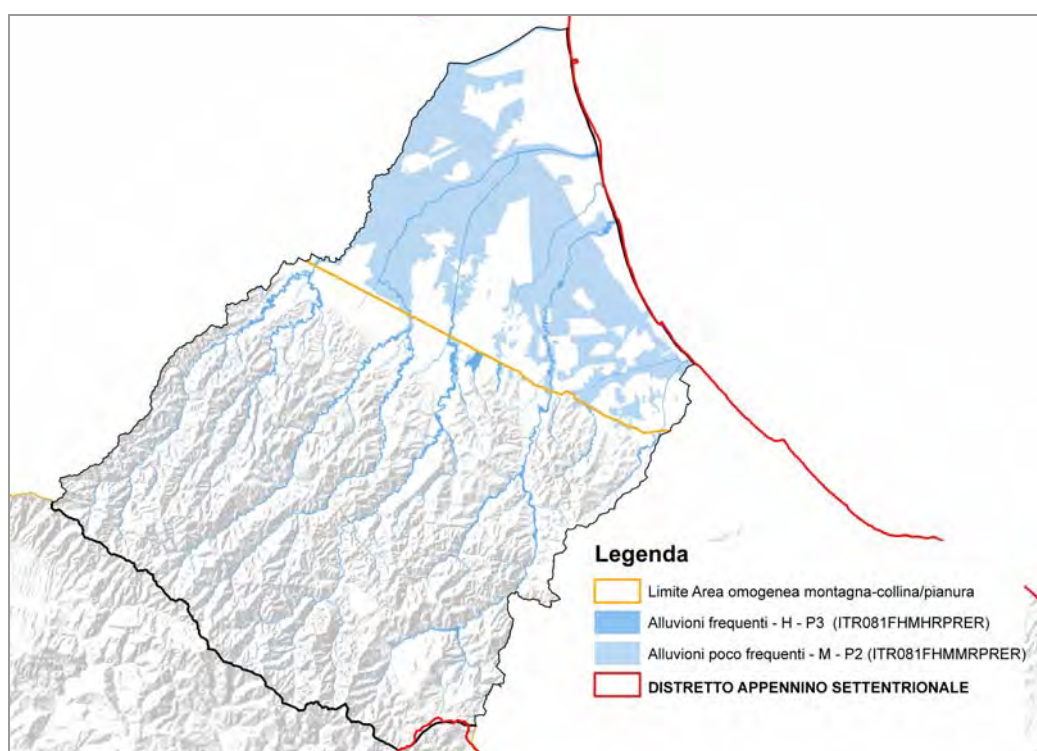 Legenda
Limite Area omogenea montagna-collina/pianura
Alluvioni frequenti - H - P3 (ITR081FHMHRPRER)
Alluvioni poco frequenti - M - P2 (ITR081FHMMRPRER)
DISTRETTO APPENNINO SETTENTRIONALE